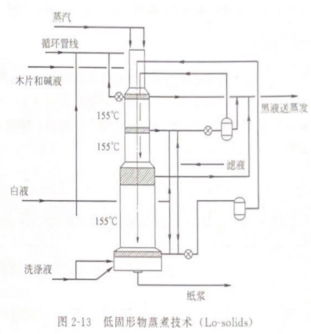 蒸汽
循环管线
木片和碱液
黑液送蒸发
155℃
155℃
滤液
白液
155℃
洗涤液
纸浆
图 2-13 低固形物蒸煮技术（Lo-solids）